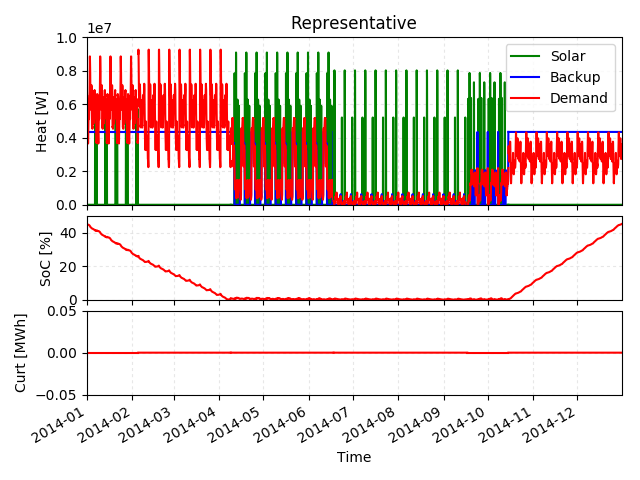 Representative
1e7
1.0
0.8
0.6
0.4
0.2
0.0
Heat [W]
Solar
Backup
Demand
40
20
0
SoC [%]
0.05
0.00
−0.05
Curt [MWh]
2014-01
2014-02
2014-03
2014-04
2014-05
2014-06
2014-07
2014-08
2014-09
2014-10
2014-11
2014-12
Time